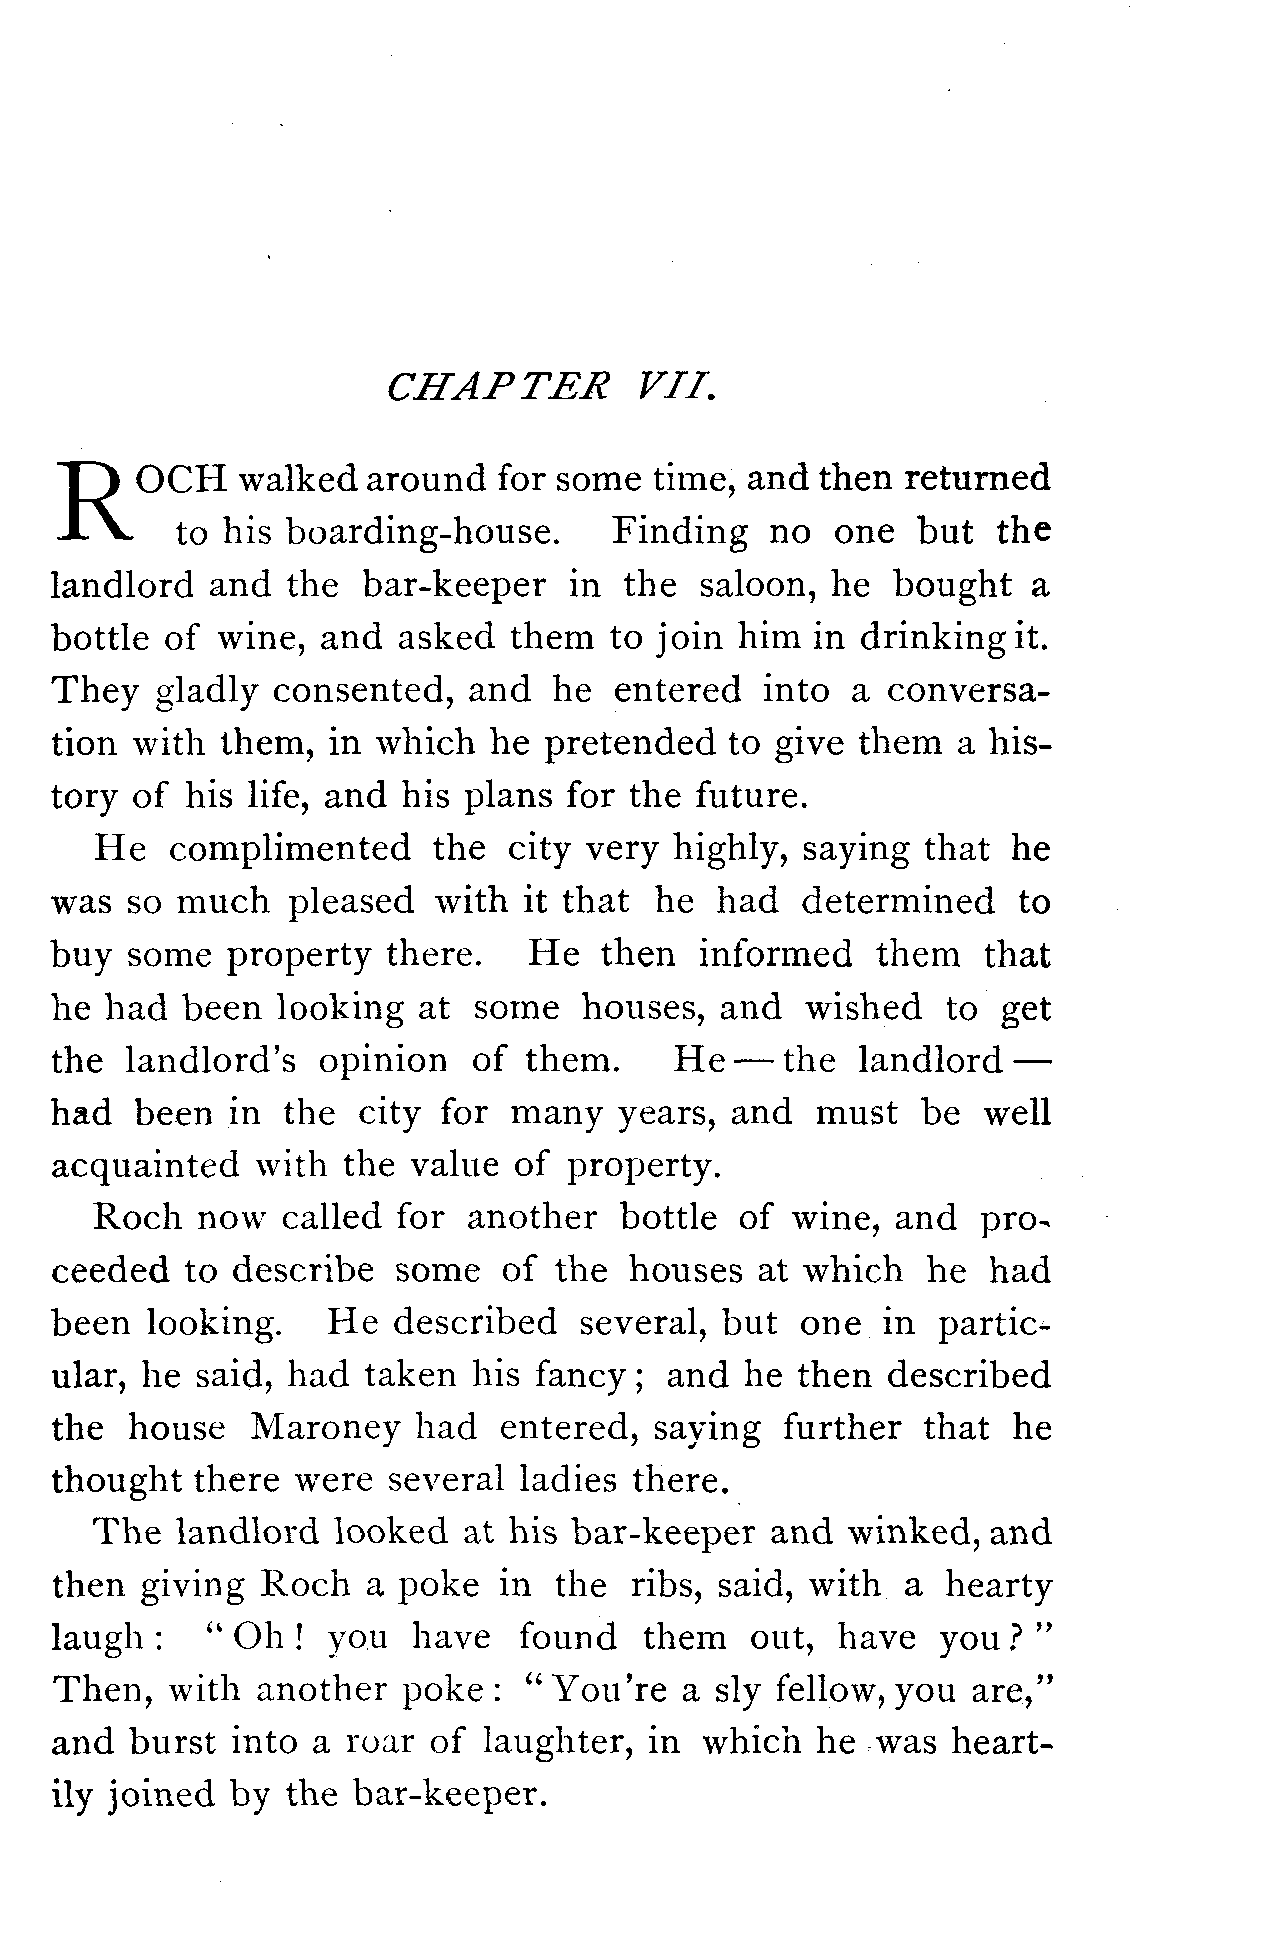 CHAPTER VII.
ROCH walked around for some time, and then returned
to his boarding-house. Finding no one but the
landlord and the bar-keeper in the saloon, he bought a
bottle of wine, and asked them to join him in drinking it.
They gladly consented, and he entered into a conversa-
tion with them, in which he pretended to give them a his-
tory of his life, and his plans for the future.
He complimented the city very highly, saying that he
was so much pleased with it that he had determined to
buy some property there. He then informed them that
he had been looking at some houses, and wished to get
the landlord's opinion of them. He — the landlord —
had been in the city for many years, and must be well
acquainted with the value of property.
Roch now called for another bottle of wine, and pro-
ceeded to describe some of the houses at which he had
been looking. He described several, but one in partic-
ular, he said, had taken his fancy; and he then described
the house Maroney had entered, saying further that he
thought there were several ladies there.
The landlord looked at his bar-keeper and winked, and
then giving Roch a poke in the ribs, said, with a hearty
laugh: "Oh! you have found them out, have you?"
Then, with another poke: "You're a sly fellow, you are,"
and burst into a roar of laughter, in which he was heart-
ily joined by the bar-keeper.